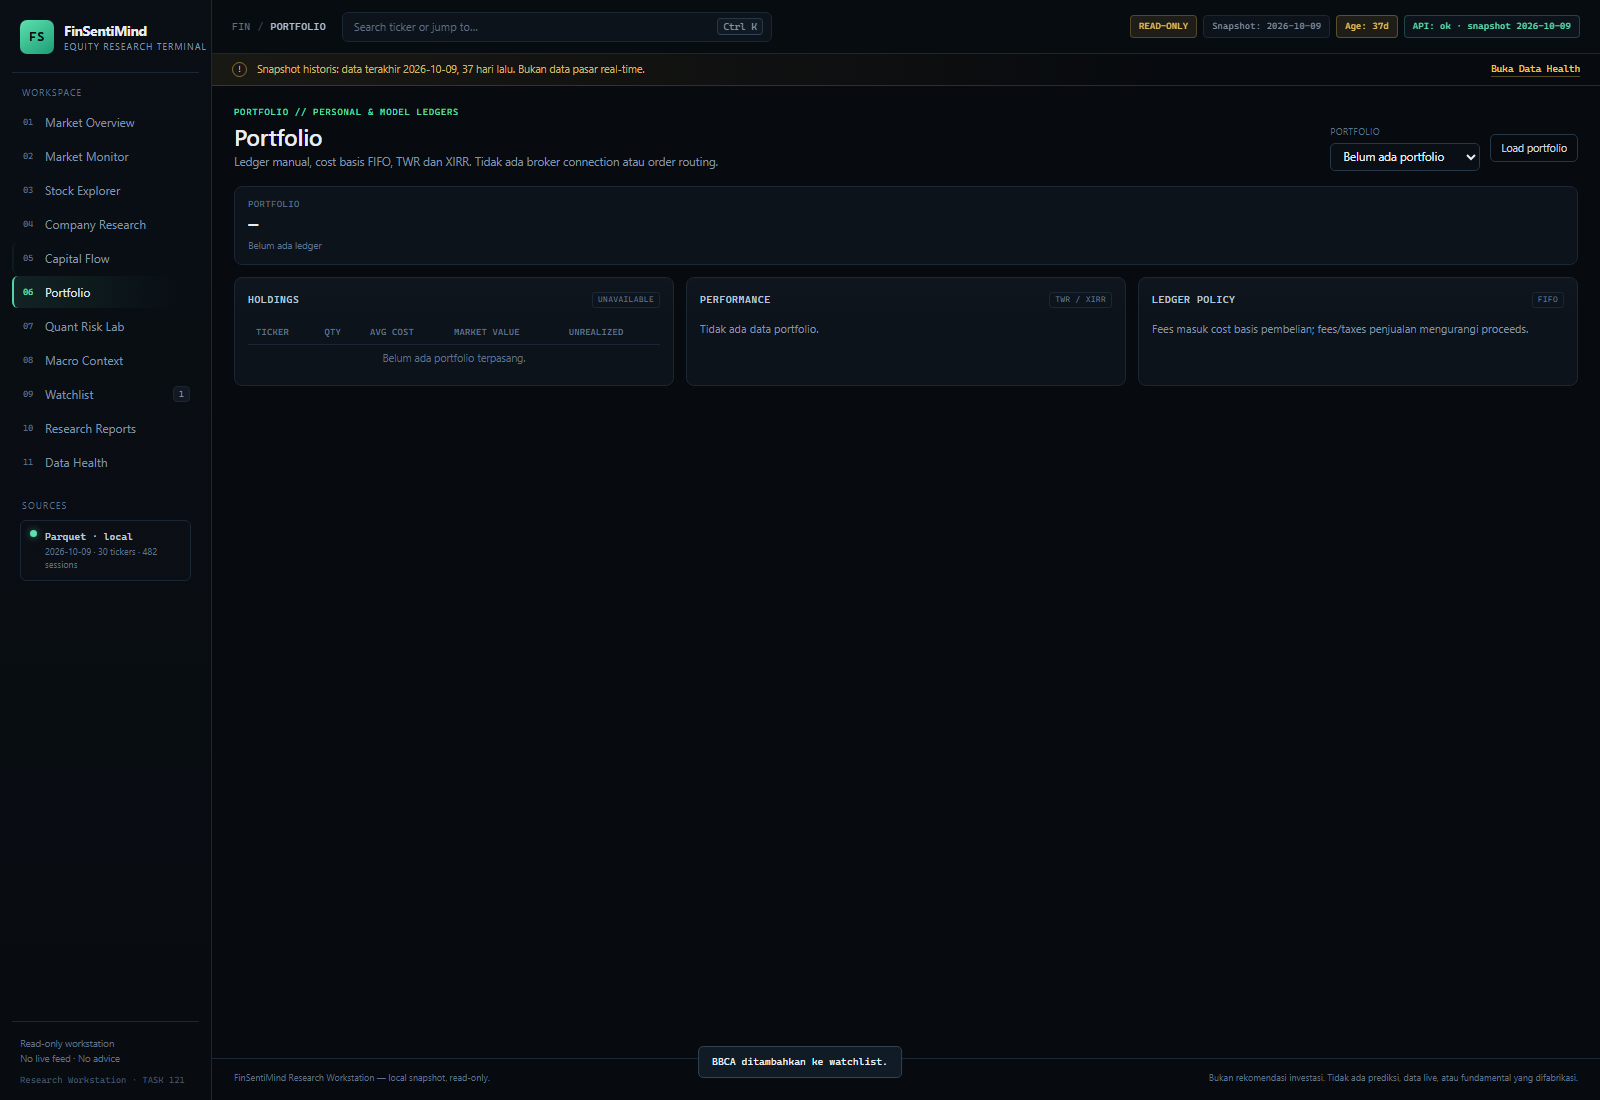 FS
FinSentiMind
EQUITY RESEARCH TERMINAL
WORKSPACE
01 Market Overview
02 Market Monitor
03 Stock Explorer
04 Company Research
05 Capital Flow
06 Portfolio
07 Quant Risk Lab
08 Macro Context
09 Watchlist 1
10 Research Reports
11 Data Health
SOURCES
Parquet · local
2026-10-09 · 30 tickers · 482
sessions
Read-only workstation
No live feed · No advice
Research Workstation · TASK 121
FIN / PORTFOLIO
Search ticker or jump to...
Ctrl K
READ-ONLY
Snapshot: 2026-10-09
Age: 37d
API: ok · snapshot 2026-10-09
! Snapshot historis: data terakhir 2026-10-09, 37 hari lalu. Bukan data pasar real-time.
Buka Data Health
PORTFOLIO // PERSONAL & MODEL LEDGERS
Portfolio
Ledger manual, cost basis FIFO, TWR dan XIRR. Tidak ada broker connection atau order routing.
PORTFOLIO
Belum ada portfolio
Load portfolio
PORTFOLIO
—
Belum ada ledger
HOLDINGS
UNAVAILABLE
TICKER QTY AVG COST MARKET VALUE UNREALIZED
Belum ada portfolio terpasang.
PERFORMANCE
TWR / XIRR
Tidak ada data portfolio.
LEDGER POLICY
FIFO
Fees masuk cost basis pembelian; fees/taxes penjualan mengurangi proceeds.
BBCA ditambahkan ke watchlist.
FinSentiMind Research Workstation — local snapshot, read-only.
Bukan rekomendasi investasi. Tidak ada prediksi, data live, atau fundamental yang difabrikasi.